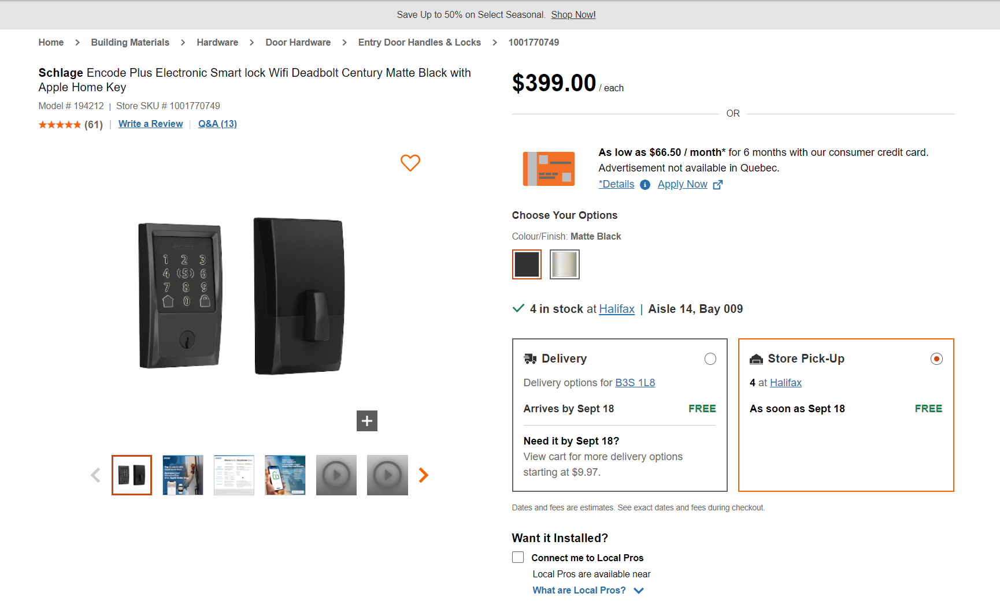 Save Up to 50% on Select Seasonal. Shop Now!
Home > Building Materials > Hardware > Door Hardware > Entry Door Handles & Locks > 1001770749
Schlage Encode Plus Electronic Smart lock Wifi Deadbolt Century Matte Black with
Apple Home Key
Model # 194212 | Store SKU # 1001770749
(61) | Write a Review | Q&A (13)
SCHLAGE
1 2 3
4 (5) 6
7 8 9
0
$399.00 / each
OR
As low as $66.50 / month* for 6 months with our consumer credit card.
Advertisement not available in Quebec.
*Details Apply Now
Choose Your Options
Colour/Finish: Matte Black
4 in stock at Halifax | Aisle 14, Bay 009
Delivery
Delivery options for B3S 1L8
Arrives by Sept 18 FREE
Need it by Sept 18?
View cart for more delivery options
starting at $9.97.
Store Pick-Up
4 at Halifax
As soon as Sept 18 FREE
Dates and fees are estimates. See exact dates and fees during checkout.
Want it Installed?
Connect me to Local Pros
Local Pros are available near
What are Local Pros?